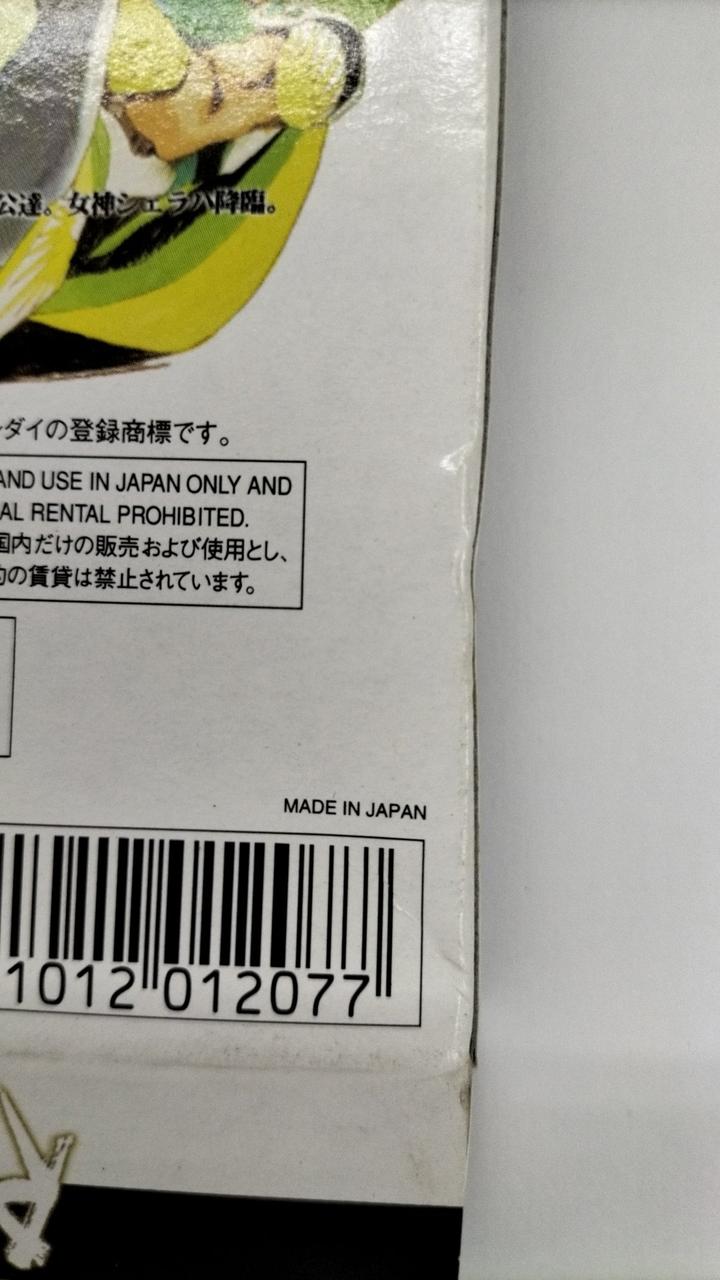 公達。女神シェラハ降臨。
ダイの登録商標です。
AND USE IN JAPAN ONLY AND
AL RENTAL PROHIBITED.
国内だけの販売および使用とし、
の賃貸は禁止されています。
MADE IN JAPAN
1012 012077